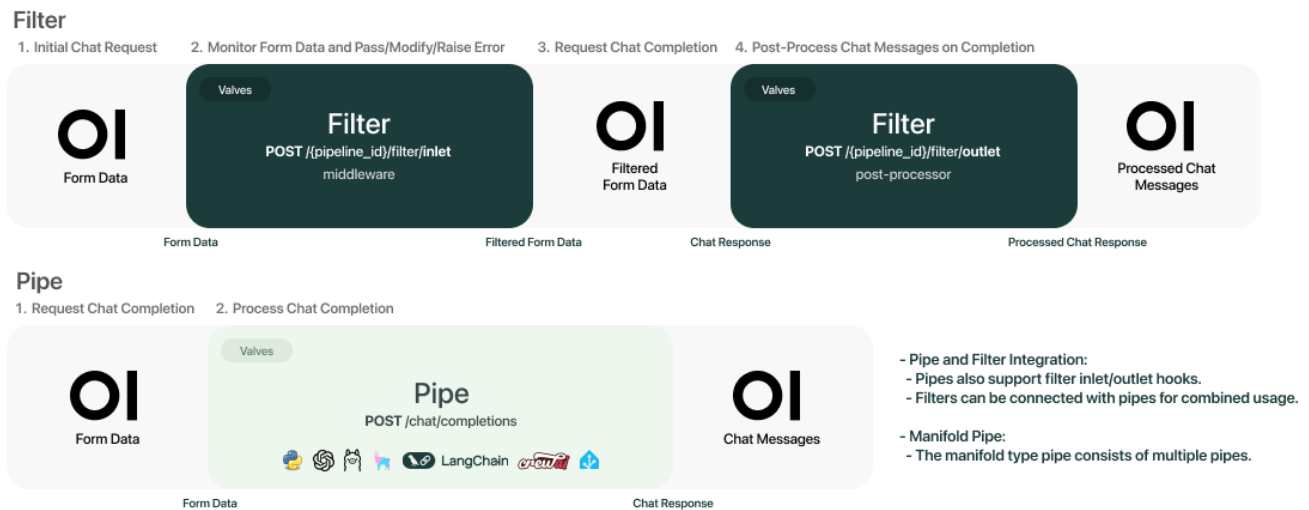 Filter
1. Initial Chat Request
2. Monitor Form Data and Pass/Modify/Raise Error
3. Request Chat Completion
4. Post-Process Chat Messages on Completion
OI
Form Data
Valves
Filter
POST /{pipeline_id}/filter/inlet
middleware
OI
Filtered
Form Data
Valves
Filter
POST /{pipeline_id}/filter/outlet
post-processor
OI
Processed Chat
Messages
Form Data
Filtered Form Data
Chat Response
Processed Chat Response
Pipe
1. Request Chat Completion
2. Process Chat Completion
OI
Form Data
Valves
Pipe
POST /chat/completions
LangChain
crewai
OI
Chat Messages
Form Data
Chat Response
- Pipe and Filter Integration:
- Pipes also support filter inlet/outlet hooks.
- Filters can be connected with pipes for combined usage.
- Manifold Pipe:
- The manifold type pipe consists of multiple pipes.